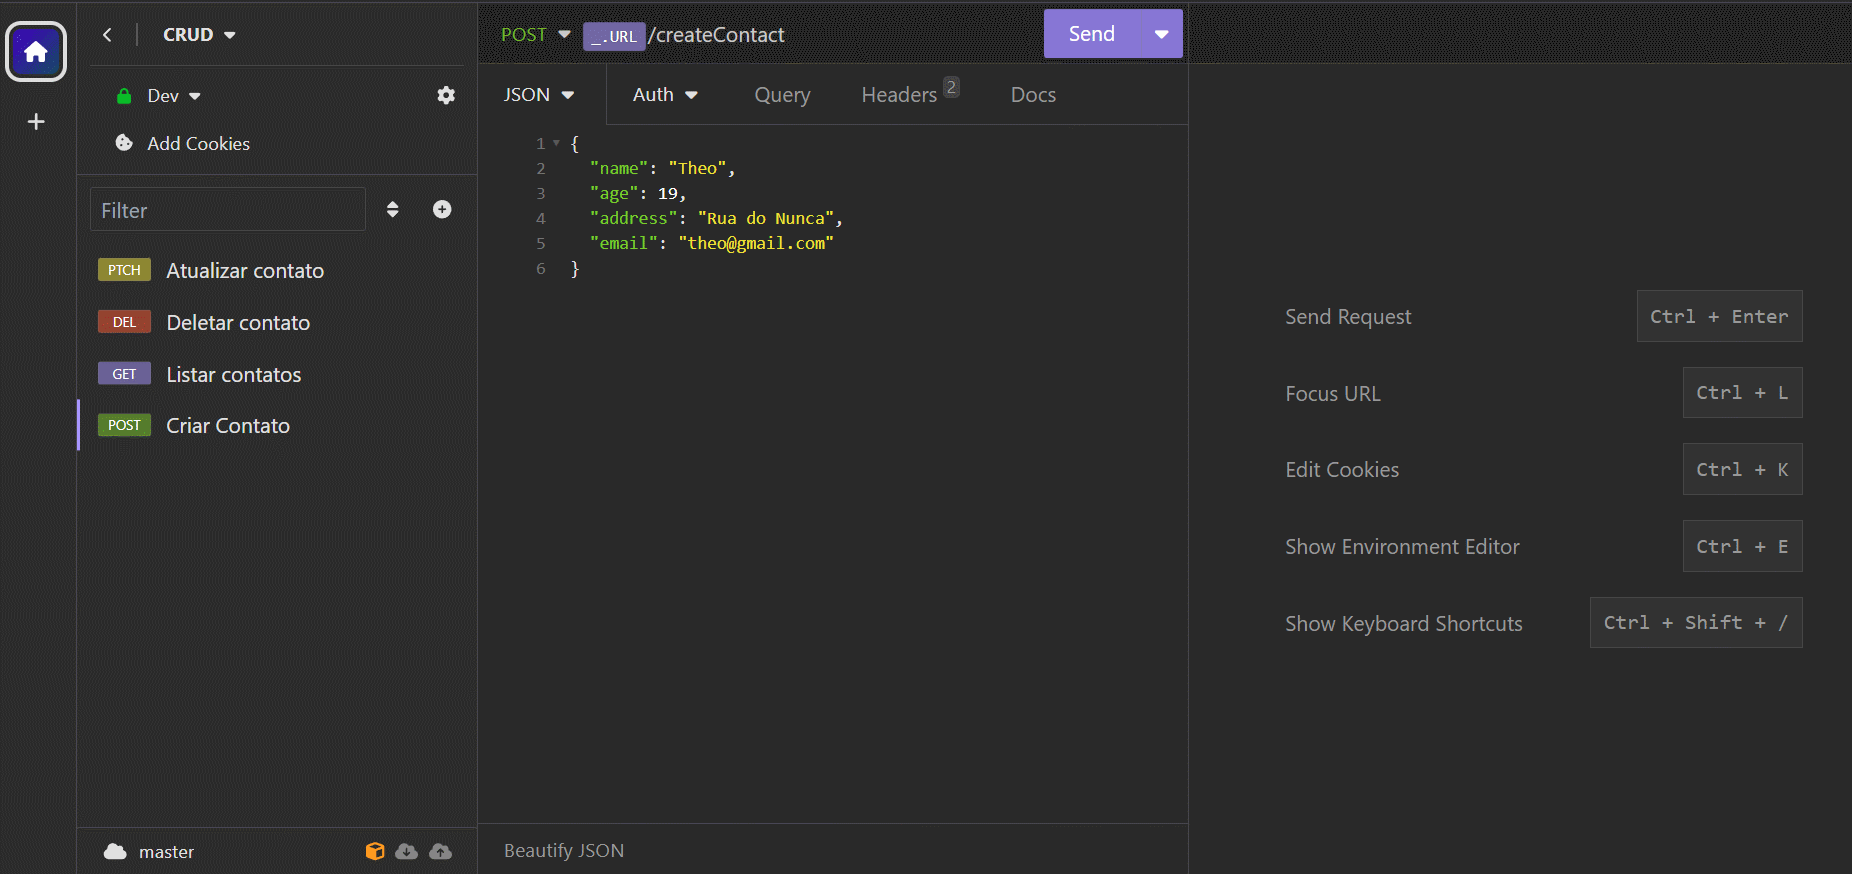 CRUD
Dev
Add Cookies
Filter
PTCH Atualizar contato
DEL Deletar contato
GET Listar contatos
POST Criar Contato
master
POST _.URL/createContact
Send
JSON Auth Query Headers 2 Docs
1 {
2 "name": "Theo",
3 "age": 19,
4 "address": "Rua do Nunca",
5 "email": "theo@gmail.com"
6 }
Beautify JSON
Send Request Ctrl + Enter
Focus URL Ctrl + L
Edit Cookies Ctrl + K
Show Environment Editor Ctrl + E
Show Keyboard Shortcuts Ctrl + Shift + /